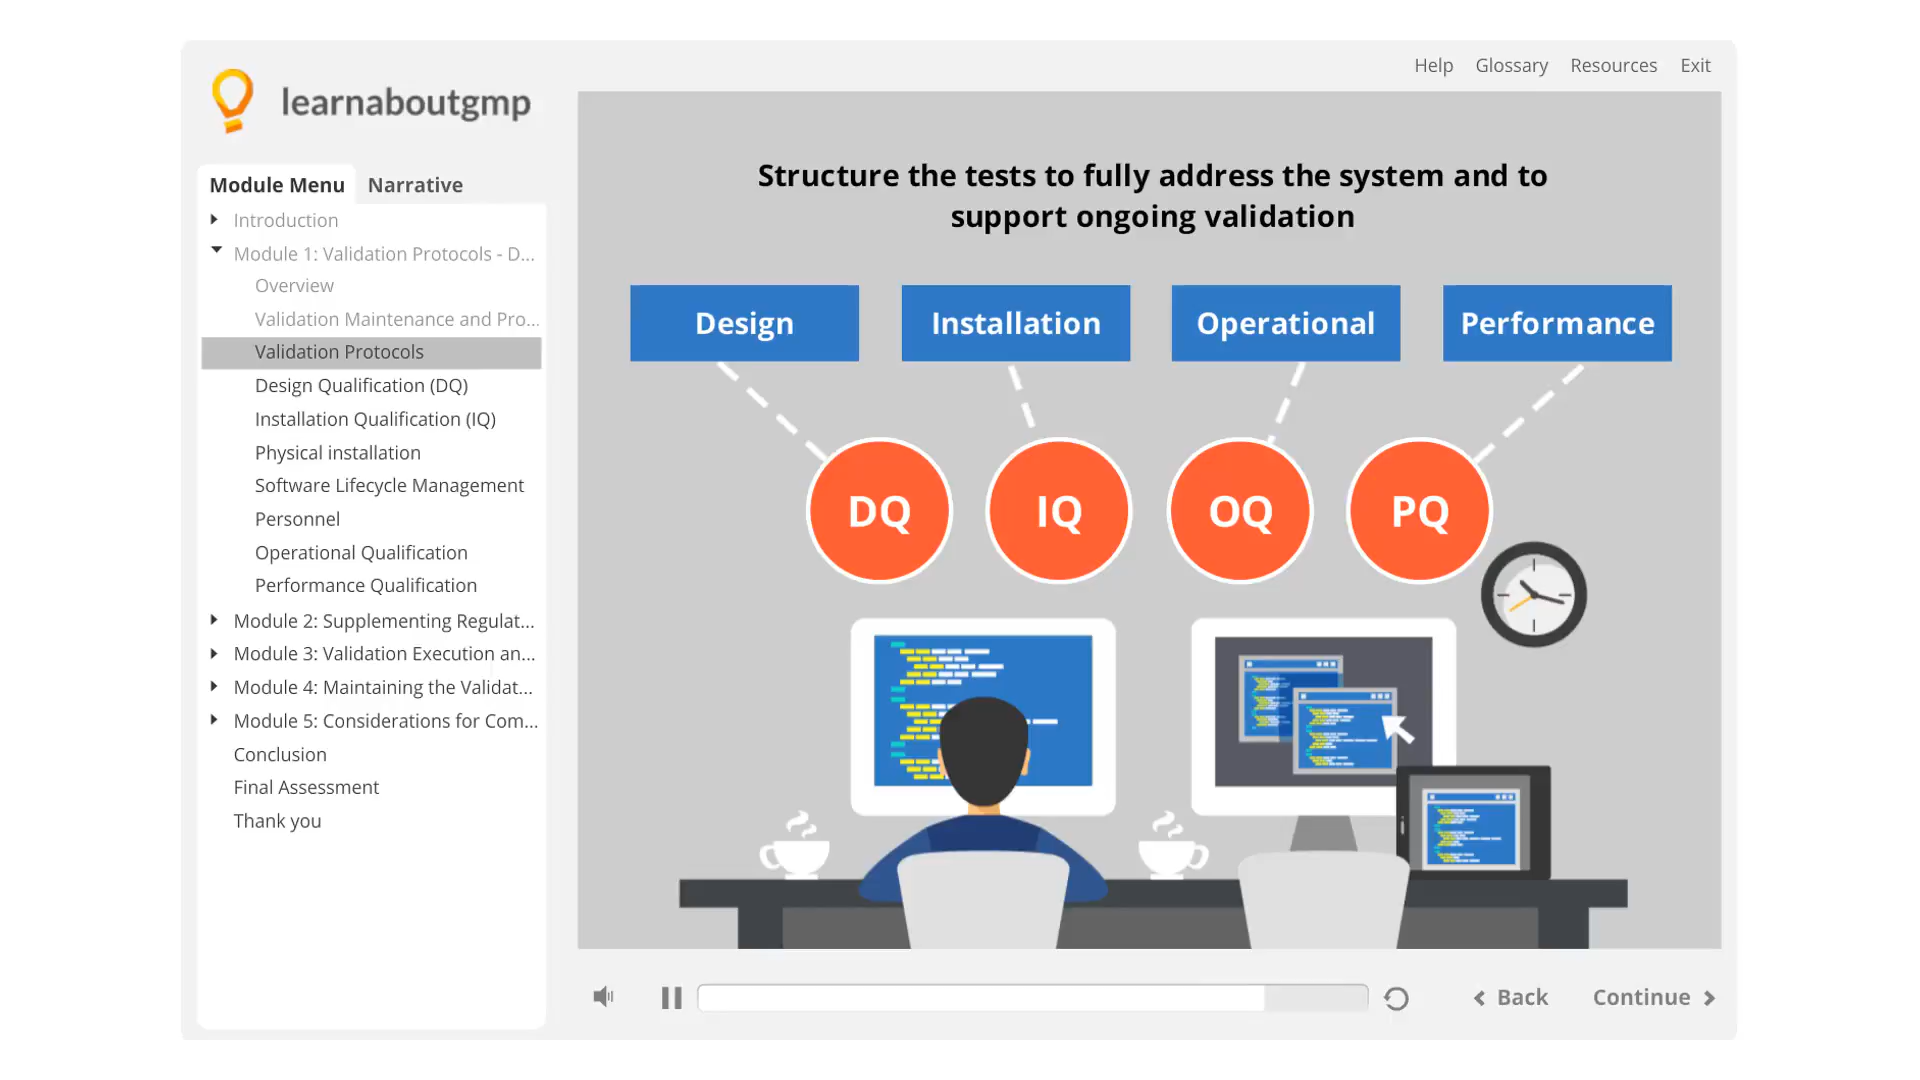 Help Glossary Resources Exit
learnaboutgmp
Module Menu Narrative
Introduction
Module 1: Validation Protocols - D...
Overview
Validation Maintenance and Pro...
Validation Protocols
Design Qualification (DQ)
Installation Qualification (IQ)
Physical installation
Software Lifecycle Management
Personnel
Operational Qualification
Performance Qualification
Module 2: Supplementing Regulat...
Module 3: Validation Execution an...
Module 4: Maintaining the Validat...
Module 5: Considerations for Com...
Conclusion
Final Assessment
Thank you
Structure the tests to fully address the system and to
support ongoing validation
Design Installation Operational Performance
DQ IQ OQ PQ
Back Continue